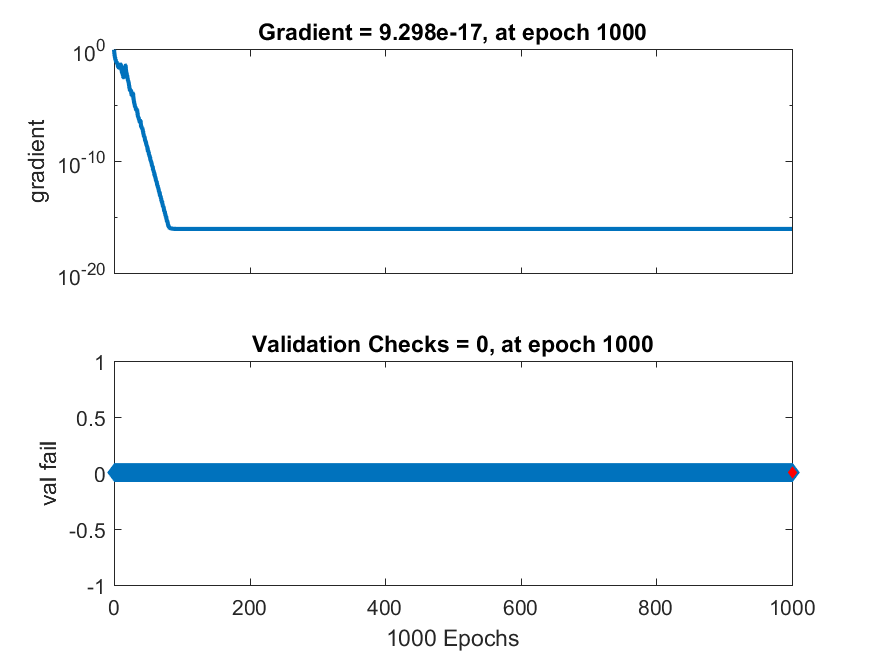 Gradient = 9.298e-17, at epoch 1000
10^0
10^-10
10^-20
gradient
Validation Checks = 0, at epoch 1000
1
0.5
0
-0.5
-1
val fail
0 200 400 600 800 1000
1000 Epochs